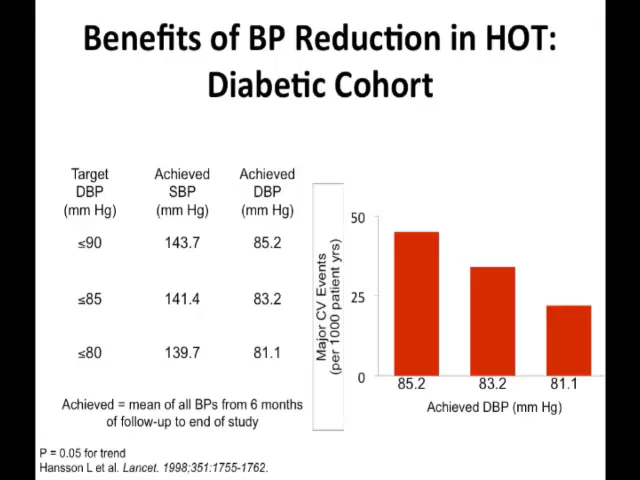 Benefits of BP Reduction in HOT:
Diabetic Cohort
Target DBP (mm Hg)
Achieved SBP (mm Hg)
Achieved DBP (mm Hg)
≤90 143.7 85.2
≤85 141.4 83.2
≤80 139.7 81.1
Achieved = mean of all BPs from 6 months
of follow-up to end of study
Major CV Events
(per 1000 patient yrs)
50
25
0
85.2 83.2 81.1
Achieved DBP (mm Hg)
P = 0.05 for trend
Hansson L et al. Lancet. 1998;351:1755-1762.